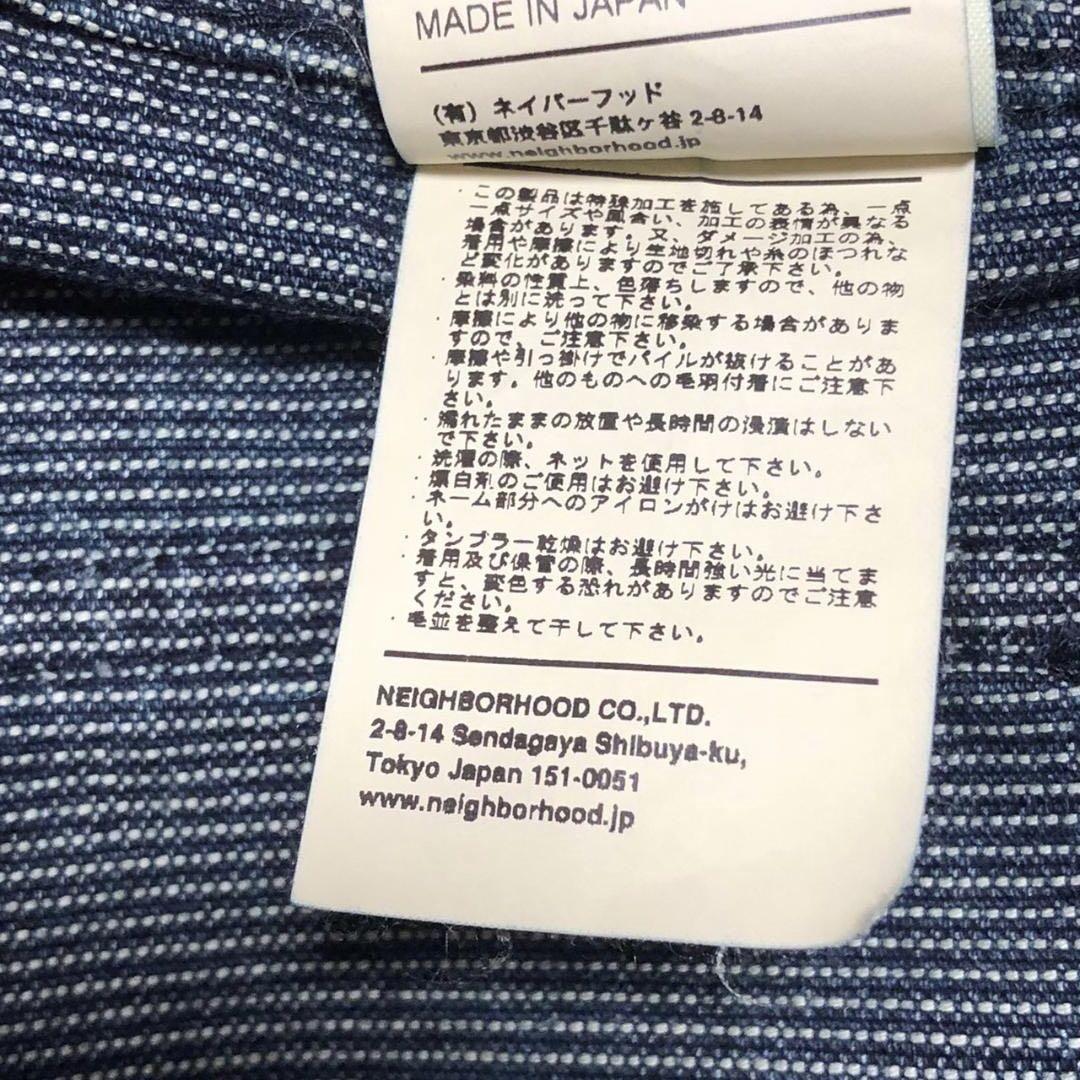 MADE IN JAPAN
(有) ネイバーフッド
東京都渋谷区千駄ヶ谷 2-8-14
www.neighborhood.jp
・この製品は特殊加工を施してある為、一点
一点サイズや風合い、加工の表情が異なる
場合があります。又、ダメージ加工の為、
着用や摩擦により生地切れや糸のほつれな
ど変化がありますのでご了承下さい。
・染料の性質上、色落ちしますので、他の物
とは別に洗って下さい。
・摩擦により他の物に移染する場合がありま
すので、ご注意下さい。
・摩擦や引っ掛けでパイルが抜けることがあ
ります。他のものへの毛羽付着にご注意下
さい。
・濡れたままの放置や長時間の浸漬はしない
で下さい。
・洗濯の際、ネットを使用して下さい。
・漂白剤のご使用はお避け下さい。
・ネーム部分へのアイロンがけはお避け下さ
い。
・タンブラー乾燥はお避け下さい。
・着用及び保管の際、長時間強い光に当てま
すと、変色する恐れがありますのでご注意
ください。
・毛並を整えて干して下さい。
NEIGHBORHOOD CO.,LTD.
2-8-14 Sendagaya Shibuya-ku,
Tokyo Japan 151-0051
www.neighborhood.jp